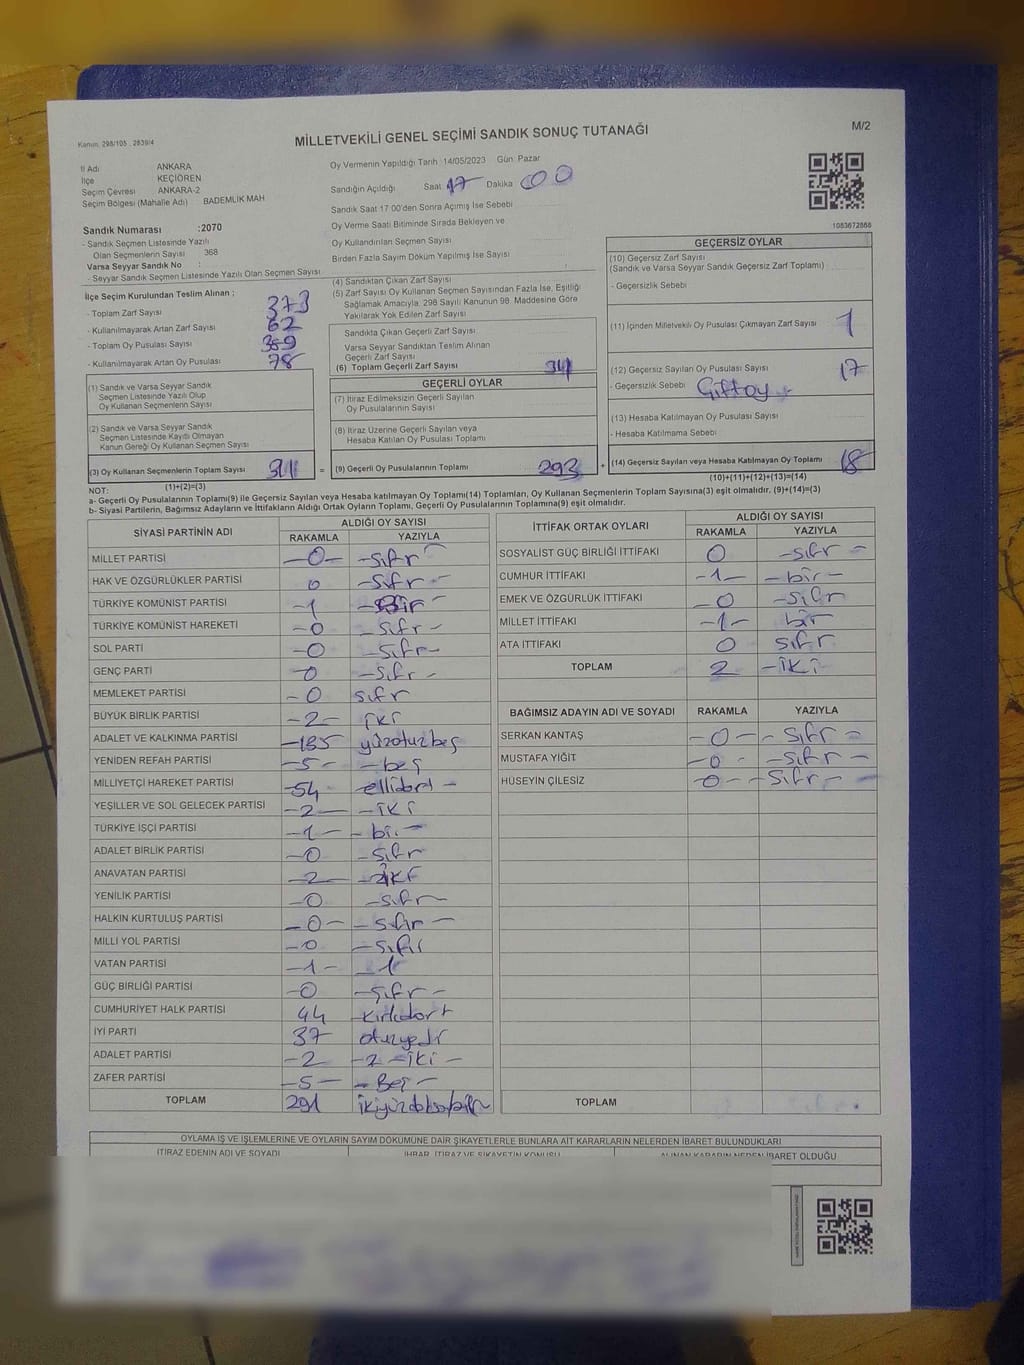 Kanun: 298/105 . 2839/4
MİLLETVEKİLİ GENEL SEÇİMİ SANDIK SONUÇ TUTANAĞI
M/2
İl Adı ANKARA
İlçe KEÇİÖREN
Seçim Çevresi ANKARA-2
Seçim Bölgesi (Mahalle Adı) BADEMLİK MAH
Oy Vermenin Yapıldığı Tarih 14/05/2023 Gün: Pazar
Sandığın Açıldığı Saat 17 Dakika 00
Sandık Saat 17:00'den Sonra Açımış İse Sebebi
Oy Verme Saati Bitiminde Sırada Bekleyen ve
Oy Kullandırılan Seçmen Sayısı
Birden Fazla Sayım Döküm Yapılmış İse Sayısı
1083672868
Sandık Numarası :2070
- Sandık Seçmen Listesinde Yazılı
Olan Seçmenlerin Sayısı 368
Varsa Seyyar Sandık No :
- Seyyar Sandık Seçmen Listesinde Yazılı Olan Seçmen Sayısı
İlçe Seçim Kurulundan Teslim Alınan :
- Toplam Zarf Sayısı 373
- Kullanılmayarak Artan Zarf Sayısı 62
- Toplam Oy Pusulası Sayısı 389
- Kullanılmayarak Artan Oy Pusulası 78
(1) Sandık ve Varsa Seyyar Sandık
Seçmen Listesinde Yazılı Olup
Oy Kullanan Seçmenlerin Sayısı
(2) Sandık ve Varsa Seyyar Sandık
Seçmen Listesinde Kayıtlı Olmayan
Kanun Gereği Oy Kullanan Seçmen Sayısı
(3) Oy Kullanan Seçmenlerin Toplam Sayısı 311 =
(1)+(2)=(3)
(4) Sandıktan Çıkan Zarf Sayısı
(5) Zarf Sayısı Oy Kullanan Seçmen Sayısından Fazla İse, Eşitliği
Sağlamak Amacıyla, 298 Sayılı Kanunun 98. Maddesine Göre
Yakılarak Yok Edilen Zarf Sayısı
Sandıkta Çıkan Geçerli Zarf Sayısı
Varsa Seyyar Sandıktan Teslim Alınan
Geçerli Zarf Sayısı
(6) Toplam Geçerli Zarf Sayısı 311
GEÇERLİ OYLAR
(7) İtiraz Edilmeksizin Geçerli Sayılan
Oy Pusulalarının Sayısı
(8) İtiraz Üzerine Geçerli Sayılan veya
Hesaba Katılan Oy Pusulası Toplamı
(9) Geçerli Oy Pusulalarının Toplamı 293 +
GEÇERSİZ OYLAR
(10) Geçersiz Zarf Sayısı
(Sandık ve Varsa Seyyar Sandık Geçersiz Zarf Toplamı)
- Geçersizlik Sebebi
(11) İçinden Milletvekili Oy Pusulası Çıkmayan Zarf Sayısı 1
(12) Geçersiz Sayılan Oy Pusulası Sayısı 17
- Geçersizlik Sebebi Çiftoy
(13) Hesaba Katılmayan Oy Pusulası Sayısı
- Hesaba Katılmama Sebebi
(14) Geçersiz Sayılan veya Hesaba Katılmayan Oy Toplamı 18
(10)+(11)+(12)+(13)=(14)
NOT:
a- Geçerli Oy Pusulalarının Toplamı(9) ile Geçersiz Sayılan veya Hesaba katılmayan Oy Toplamı(14) Toplamları, Oy Kullanan Seçmenlerin Toplam Sayısına(3) eşit olmalıdır. (9)+(14)=(3)
b- Siyasi Partilerin, Bağımsız Adayların ve İttifakların Aldığı Ortak Oyların Toplamı, Geçerli Oy Pusulalarının Toplamına(9) eşit olmalıdır.
SİYASİ PARTİNİN ADI ALDIĞI OY SAYISI
RAKAMLA YAZIYLA
MİLLET PARTİSİ -0- -sıfır
HAK VE ÖZGÜRLÜKLER PARTİSİ 0 -sıfır-
TÜRKİYE KOMÜNİST PARTİSİ -1 -Bir-
TÜRKİYE KOMÜNİST HAREKETİ -0 -sıfır-
SOL PARTİ -0 -sıfır-
GENÇ PARTİ -0 -sıfır-
MEMLEKET PARTİSİ -0 sıfır
BÜYÜK BİRLİK PARTİSİ -2- iki
ADALET VE KALKINMA PARTİSİ -135 yüzotuzbeş
YENİDEN REFAH PARTİSİ -5- -beş
MİLLİYETÇİ HAREKET PARTİSİ -54 ellidört-
YEŞİLLER VE SOL GELECEK PARTİSİ -2- -iki
TÜRKİYE İŞÇİ PARTİSİ -1- -bir-
ADALET BİRLİK PARTİSİ -0 -sıfır
ANAVATAN PARTİSİ -2- -iki
YENİLİK PARTİSİ -0 -sıfır-
HALKIN KURTULUŞ PARTİSİ -0- -sıfır-
MİLLİ YOL PARTİSİ -0 -sıfır
VATAN PARTİSİ -1- -1
GÜÇ BİRLİĞİ PARTİSİ -0 -sıfır-
CUMHURİYET HALK PARTİSİ 44 kırkdört
İYİ PARTİ 37 otuzyedi
ADALET PARTİSİ -2 -2-iki-
ZAFER PARTİSİ -5- -Beş-
TOPLAM 291 ikiyüzdoksanbir
İTTİFAK ORTAK OYLARI ALDIĞI OY SAYISI
RAKAMLA YAZIYLA
SOSYALİST GÜÇ BİRLİĞİ İTTİFAKI 0 -sıfır-
CUMHUR İTTİFAKI -1- -bir-
EMEK VE ÖZGÜRLÜK İTTİFAKI -0 -sıfır
MİLLET İTTİFAKI -1- bir
ATA İTTİFAKI 0 sıfır
TOPLAM 2 -iki
BAĞIMSIZ ADAYIN ADI VE SOYADI RAKAMLA YAZIYLA
SERKAN KANTAŞ -0- -sıfır-
MUSTAFA YİĞİT -0- -sıfır-
HÜSEYİN ÇİLESİZ -0- -sıfır-
TOPLAM
OYLAMA İŞ VE İŞLEMLERİNE VE OYLARIN SAYIM DÖKÜMÜNE DAİR ŞİKAYETLERLE BUNLARA AİT KARARLARIN NELERDEN İBARET BULUNDUKLARI
İTİRAZ EDENİN ADI VE SOYADI İHBAR, İTİRAZ VE ŞİKAYETİN KONUSU ALINAN KARARIN NEDEN İBARET OLDUĞU